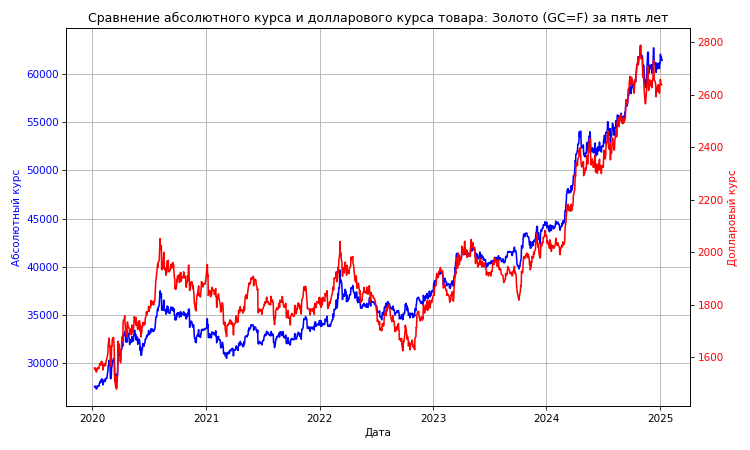 Сравнение абсолютного курса и долларового курса товара: Золото (GC=F) за пять лет
Абсолютный курс
60000
55000
50000
45000
40000
35000
30000
2800
2600
2400
2200
2000
1800
1600
Долларовый курс
2020 2021 2022 2023 2024 2025
Дата